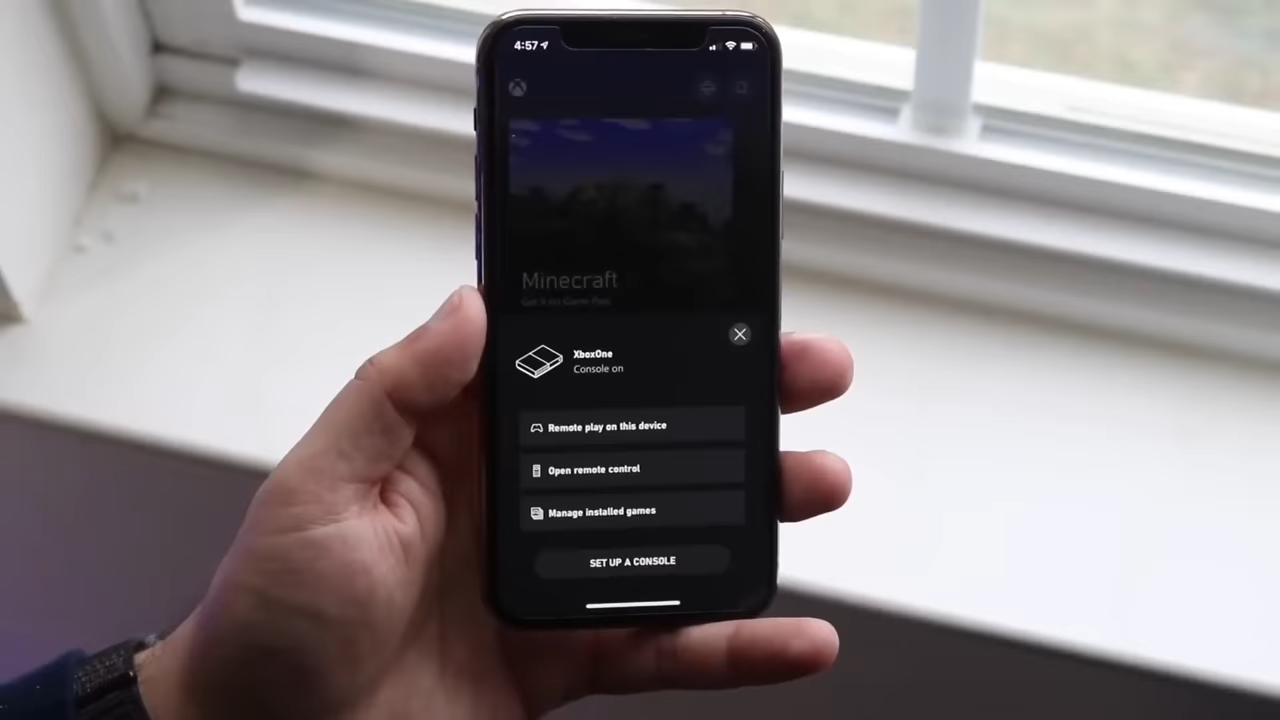 4:57
Minecraft
Get it on Game Pass
XboxOne
Console on
Remote play on this device
Open remote control
Manage installed games
SET UP A CONSOLE